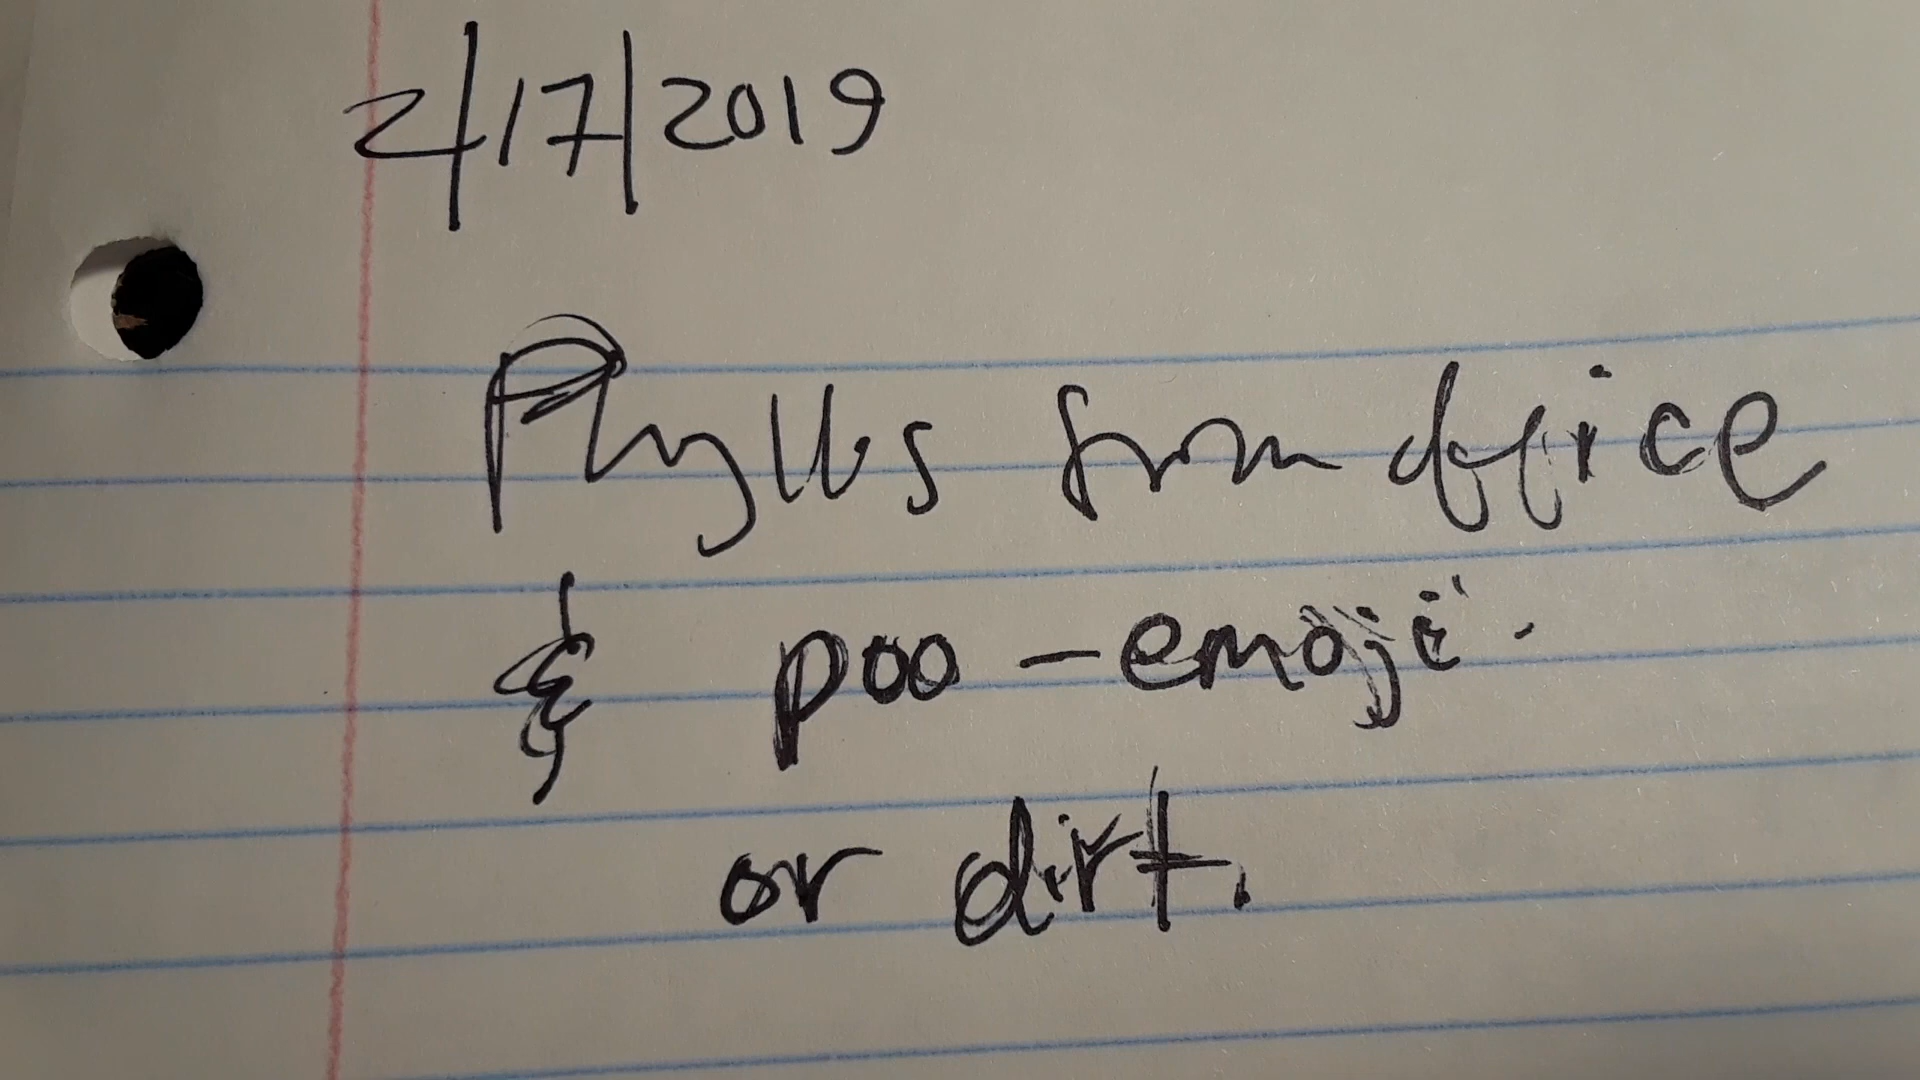 2/17/2019
Phyllis from office
& poo - emoji.
or dirt.